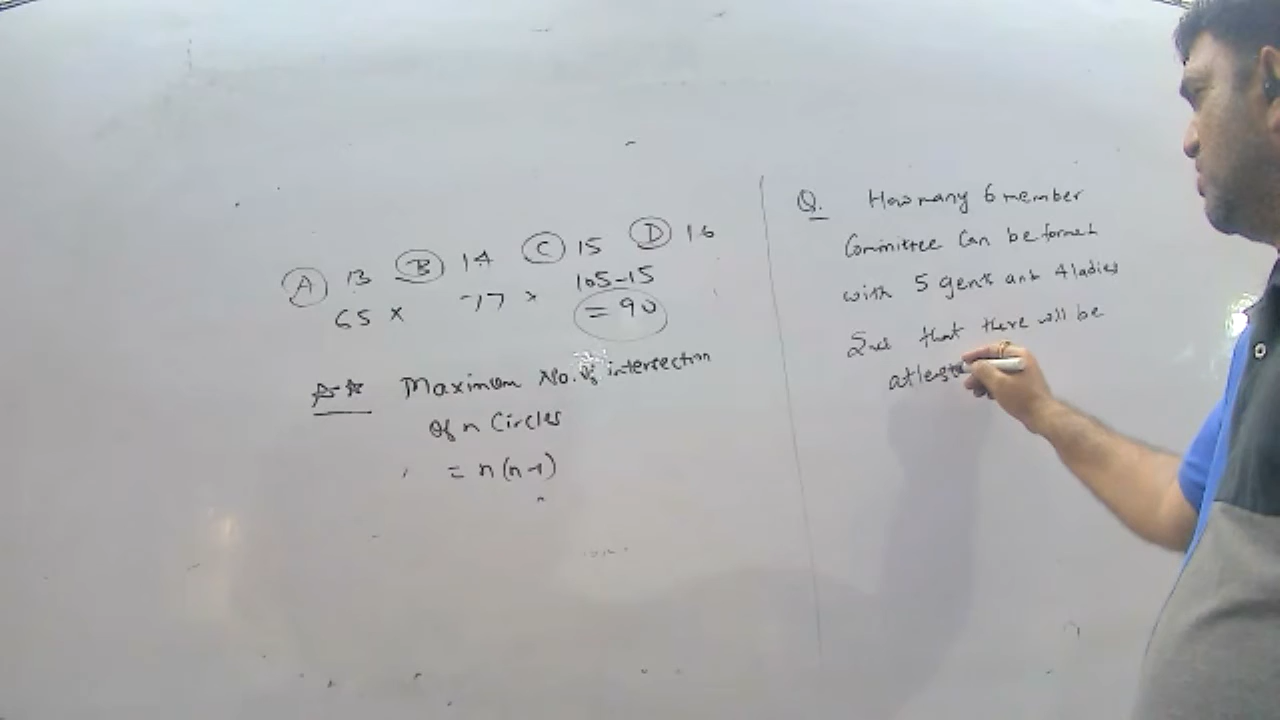 (A) 13 (B) 14 (C) 15 (D) 16
65 × 77 × 105-15
= 90
☆☆ Maximum No. of intersection
of n Circles
= n(n-1)
Q. How many 6 member
Committee Can be formed
with 5 gents and 4 ladies
that there will be
atleast